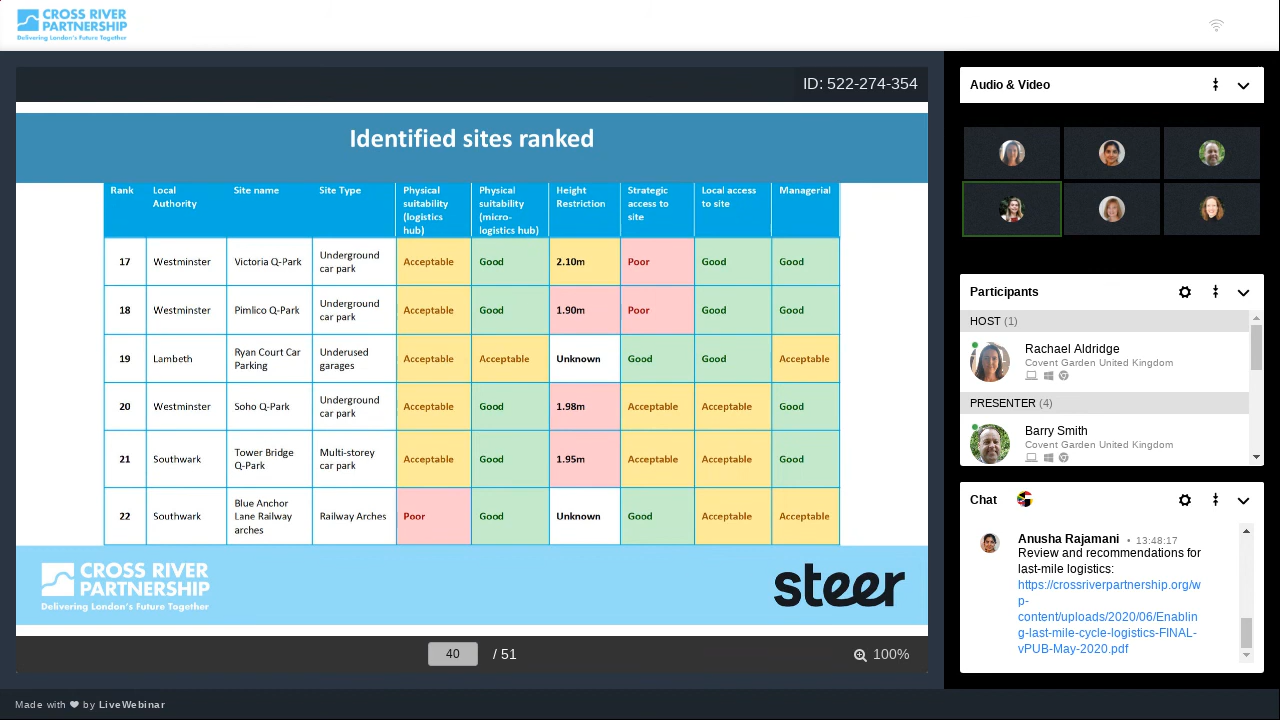 CROSS RIVER
PARTNERSHIP
Delivering London's Future Together
ID: 522-274-354
Identified sites ranked
Rank Local Authority Site name Site Type Physical suitability (logistics hub) Physical suitability (micro-logistics hub) Height Restriction Strategic access to site Local access to site Managerial
17 Westminster Victoria Q-Park Underground car park Acceptable Good 2.10m Poor Good Good
18 Westminster Pimlico Q-Park Underground car park Acceptable Good 1.90m Poor Good Good
19 Lambeth Ryan Court Car Parking Underused garages Acceptable Acceptable Unknown Good Good Acceptable
20 Westminster Soho Q-Park Underground car park Acceptable Good 1.98m Acceptable Acceptable Good
21 Southwark Tower Bridge Q-Park Multi-storey car park Acceptable Good 1.95m Acceptable Acceptable Good
22 Southwark Blue Anchor Lane Railway arches Railway Arches Poor Good Unknown Good Acceptable Acceptable
CROSS RIVER
PARTNERSHIP
Delivering London's Future Together
steer
40 / 51
100%
Audio & Video
Participants
HOST (1)
Rachael Aldridge
Covent Garden United Kingdom
PRESENTER (4)
Barry Smith
Covent Garden United Kingdom
Chat
Anusha Rajamani • 13:48:17
Review and recommendations for
last-mile logistics:
https://crossriverpartnership.org/w
p-
content/uploads/2020/06/Enablin
g-last-mile-cycle-logistics-FINAL-
vPUB-May-2020.pdf
Made with ❤ by LiveWebinar